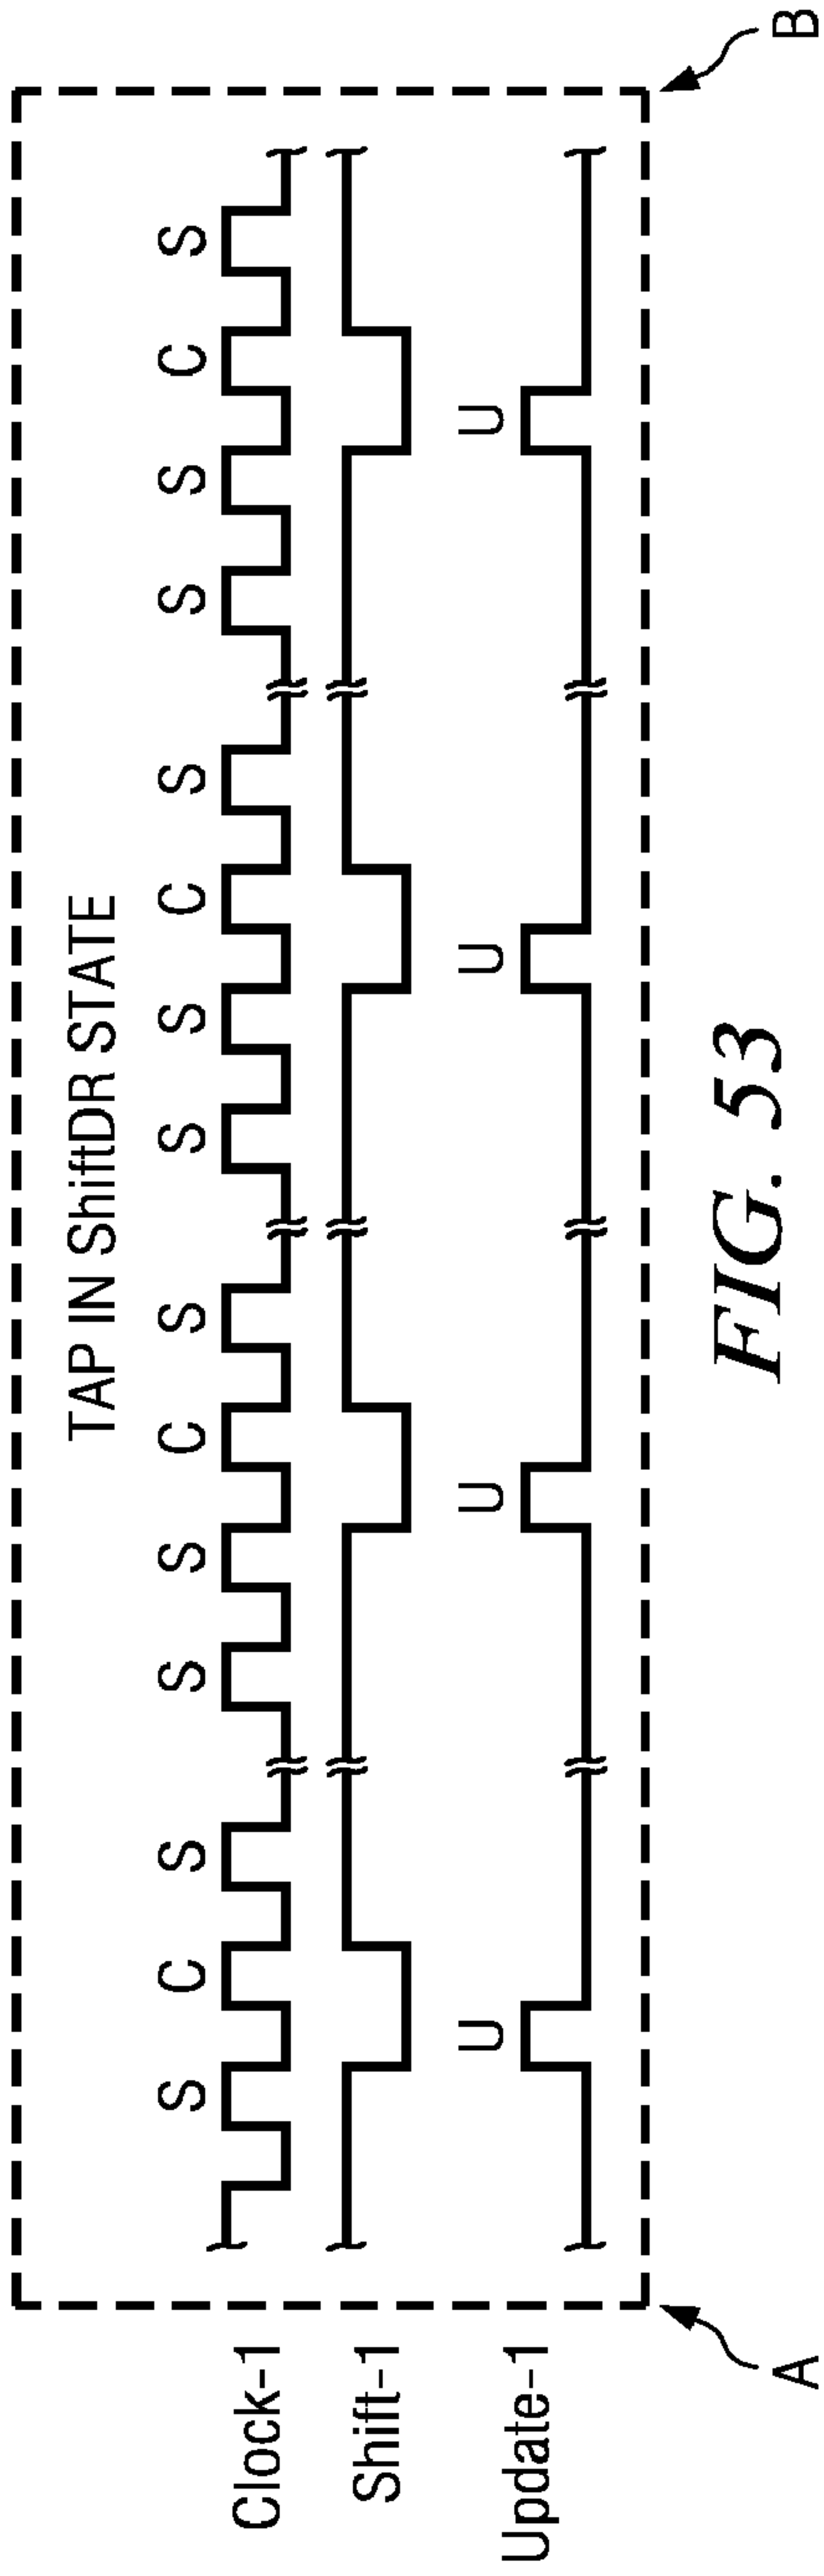 TAP IN ShiftDR STATE
S C S S S C S S S C S S S C S
Clock-1
Shift-1
U U U U
Update-1
A B
FIG. 53